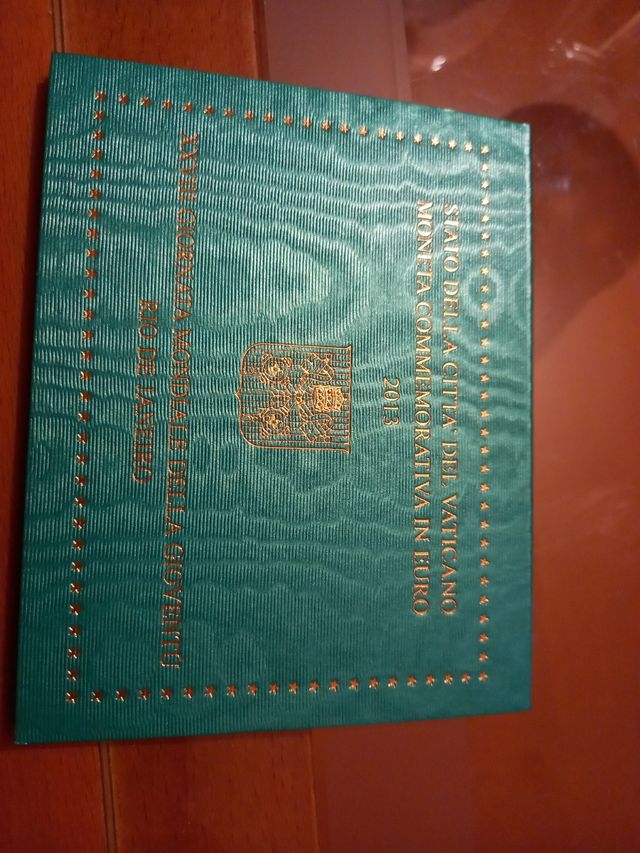 STATO DELLA CITTÀ DEL VATICANO
MONETA COMMEMORATIVA IN EURO
2013
XXVIII GIORNATA MONDIALE DELLA GIOVENTÙ
RIO DE JANEIRO